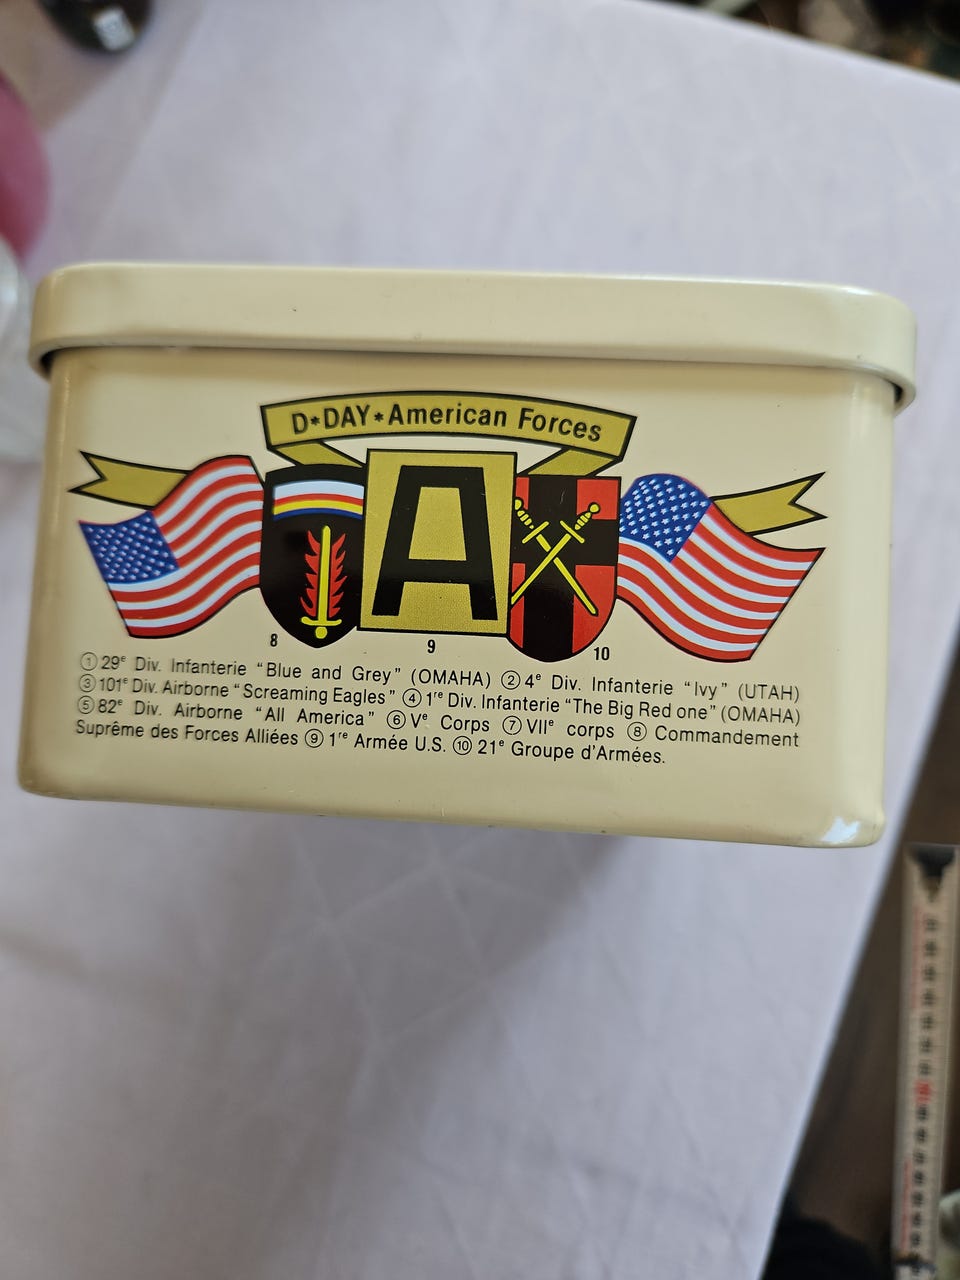 D*DAY*American Forces
A
8
9
10
① 29e Div. Infanterie “Blue and Grey” (OMAHA) ② 4e Div. Infanterie “Ivy” (UTAH)
③ 101e Div. Airborne “Screaming Eagles” ④ 1re Div. Infanterie “The Big Red one” (OMAHA)
⑤ 82e Div. Airborne “All America” ⑥ Ve Corps ⑦ VIIe corps ⑧ Commandement
Suprême des Forces Alliées ⑨ 1re Armée U.S. ⑩ 21e Groupe d’Armées.